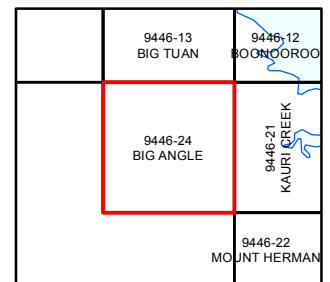 9446-13
BIG TUAN
9446-12
BOONOOROO
9446-24
BIG ANGLE
9446-21
KAURI CREEK
9446-22
MOUNT HERMAN